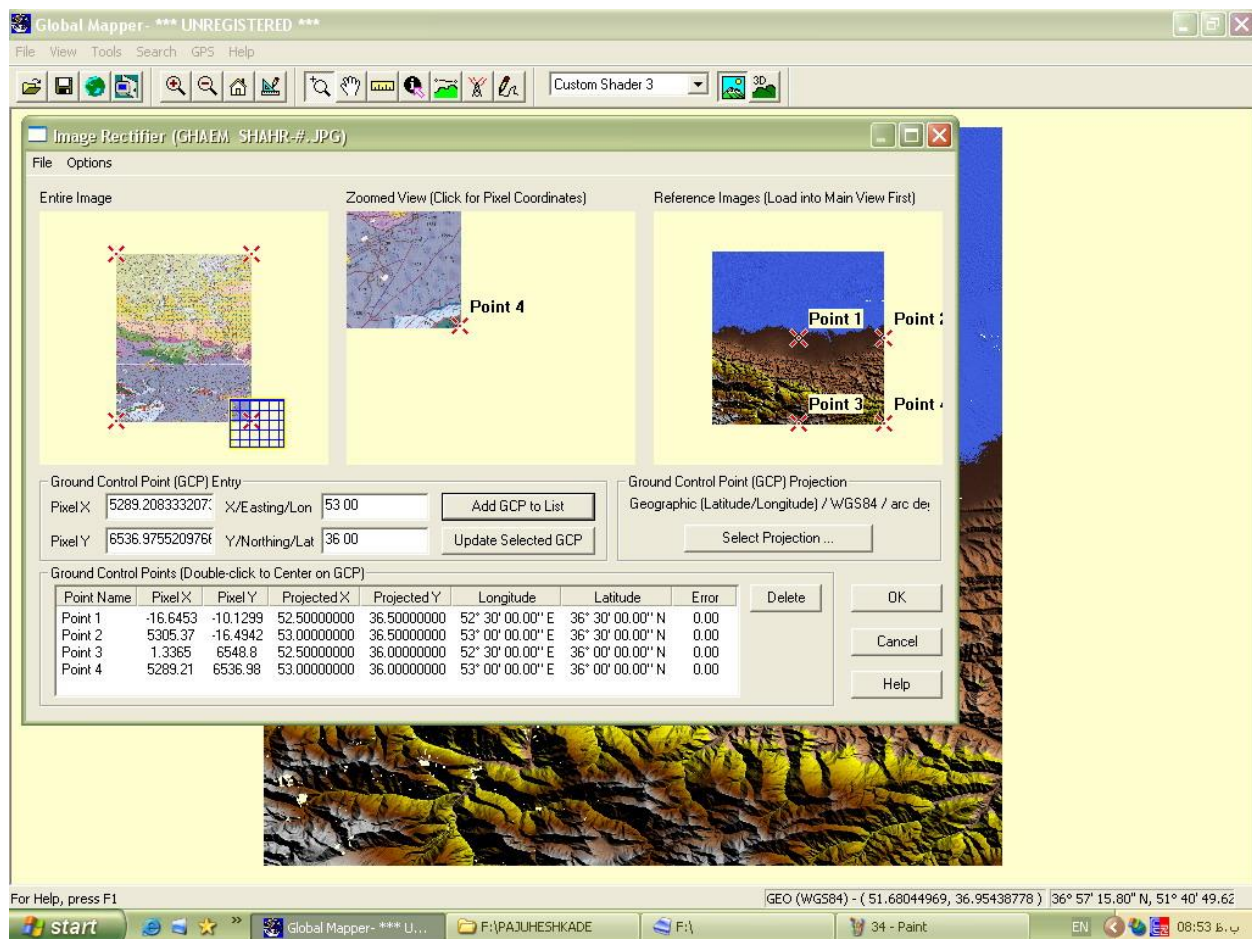 Global Mapper- *** UNREGISTERED ***
File View Tools Search GPS Help
Custom Shader 3
3D
Image Rectifier (GHAEM SHAHR-#.JPG)
File Options
Entire Image
Zoomed View (Click for Pixel Coordinates)
Reference Images (Load into Main View First)
Point 4
Point 1
Point 2
Point 3
Point
Ground Control Point (GCP) Entry
Pixel X 5289.208333207 X/Easting/Lon 53 00 Add GCP to List
Pixel Y 6536.975520976 Y/Northing/Lat 36 00 Update Selected GCP
Ground Control Point (GCP) Projection
Geographic (Latitude/Longitude) / WGS84 / arc de
Select Projection ...
Ground Control Points (Double-click to Center on GCP)
Point Name Pixel X Pixel Y Projected X Projected Y Longitude Latitude Error
Point 1 -16.6453 -10.1299 52.50000000 36.50000000 52° 30' 00.00" E 36° 30' 00.00" N 0.00
Point 2 5305.37 -16.4942 53.00000000 36.50000000 53° 00' 00.00" E 36° 30' 00.00" N 0.00
Point 3 1.3365 6548.8 52.50000000 36.00000000 52° 30' 00.00" E 36° 00' 00.00" N 0.00
Point 4 5289.21 6536.98 53.00000000 36.00000000 53° 00' 00.00" E 36° 00' 00.00" N 0.00
Delete
OK
Cancel
Help
For Help, press F1
GEO (WGS84) - ( 51.68044969, 36.95438778 ) 36° 57' 15.80" N, 51° 40' 49.62
start
Global Mapper- *** U...
F:\PAJUHESHKADE
F:\
34 - Paint
EN
08:53 ب.ظ